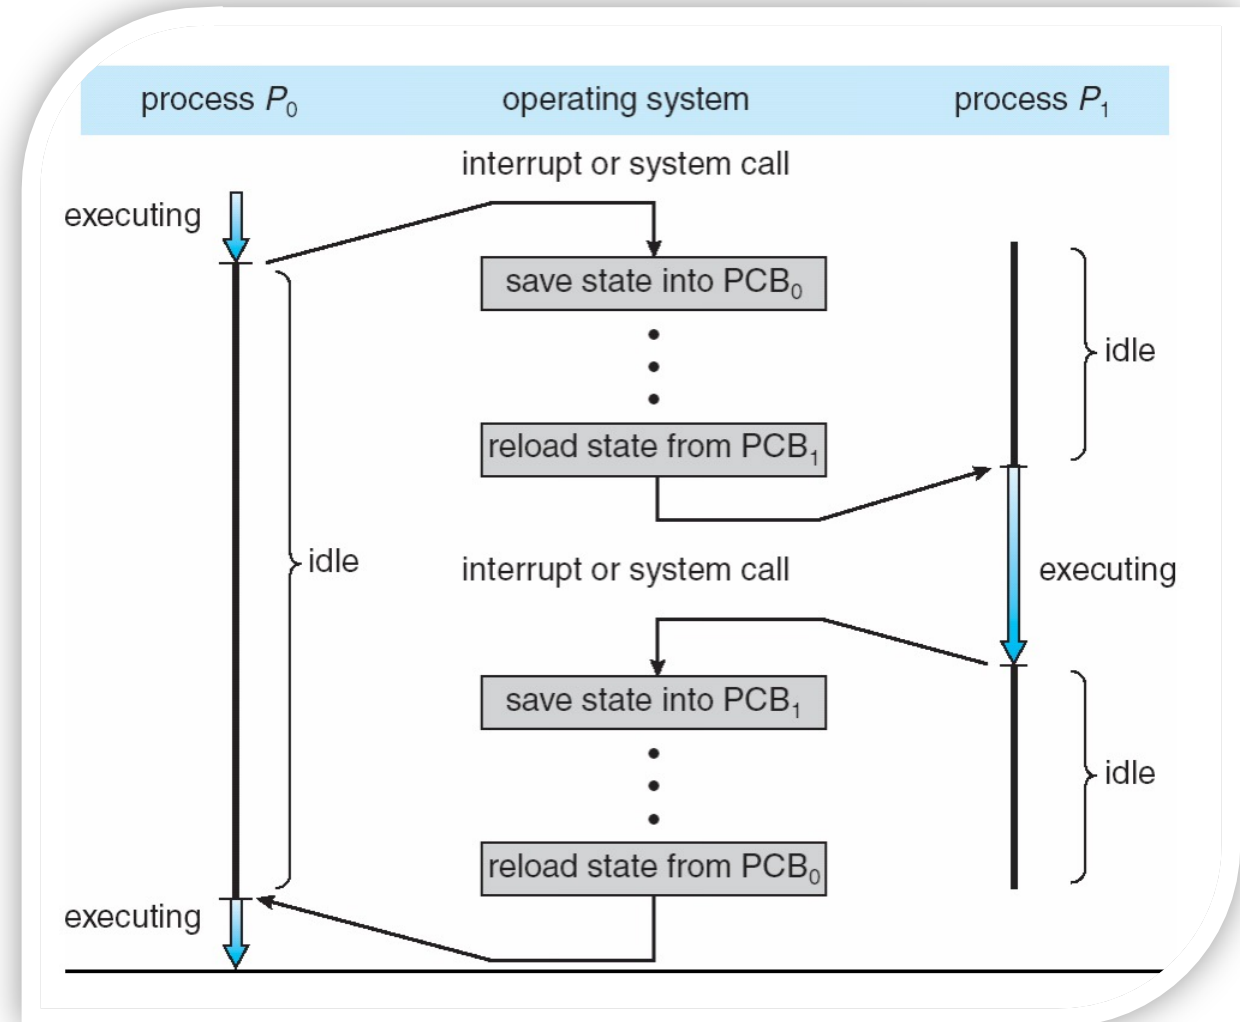 process P₀ operating system process P₁
interrupt or system call
executing
save state into PCB₀
idle
reload state from PCB₁
idle
interrupt or system call
executing
save state into PCB₁
idle
reload state from PCB₀
executing